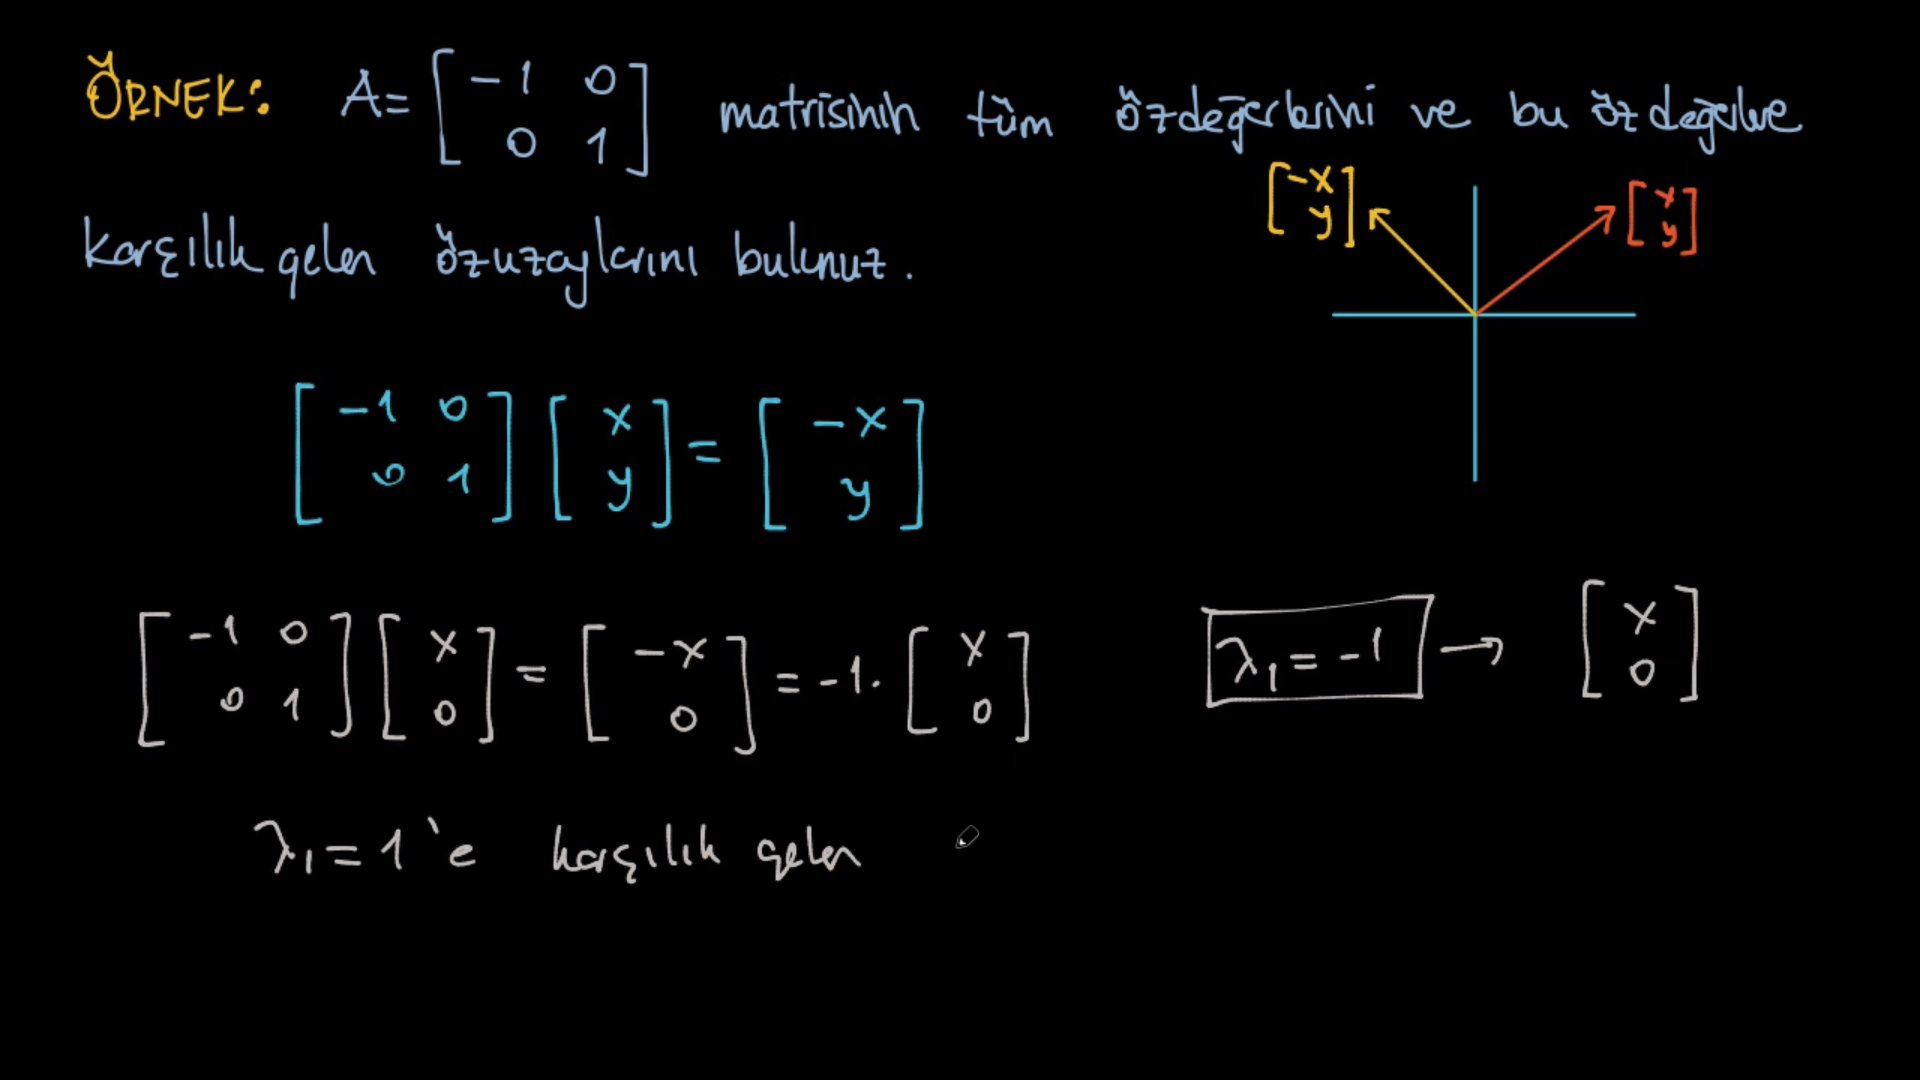 ÖRNEK: A = [ -1 0 ; 0 1 ] matrisinin tüm özdeğerlerini ve bu özdeğerlere
karşılık gelen özuzaylarını bulunuz.
[ -x ; y ] [ x ; y ]
[ -1 0 ; 0 1 ] [ x ; y ] = [ -x ; y ]
[ -1 0 ; 0 1 ] [ x ; 0 ] = [ -x ; 0 ] = -1 · [ x ; 0 ] λ₁ = -1 → [ x ; 0 ]
λ₁ = 1'e karşılık gelen